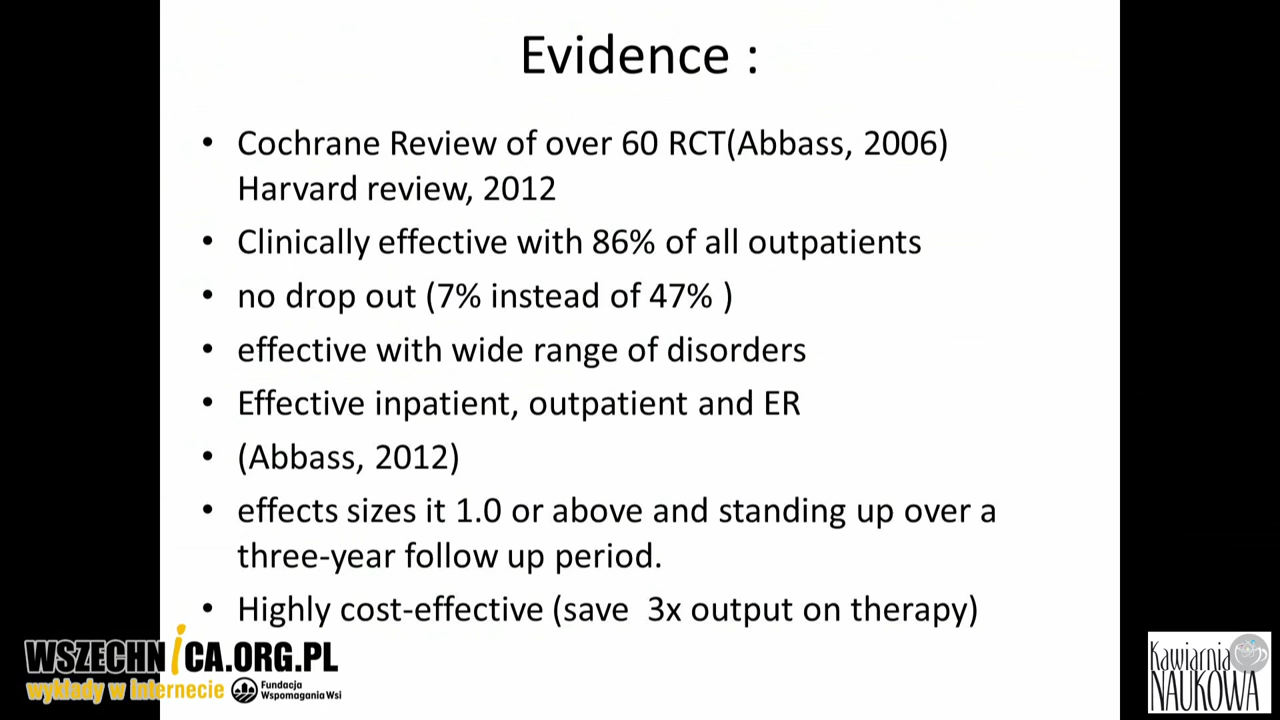 Evidence :
• Cochrane Review of over 60 RCT(Abbass, 2006)
Harvard review, 2012
• Clinically effective with 86% of all outpatients
• no drop out (7% instead of 47% )
• effective with wide range of disorders
• Effective inpatient, outpatient and ER
• (Abbass, 2012)
• effects sizes it 1.0 or above and standing up over a
three-year follow up period.
• Highly cost-effective (save  3x output on therapy)
WSZECHNiCA.ORG.PL
wykłady w internecie
Fundacja
Wspomagania Wsi
Kawiarnia
NAUKOWA